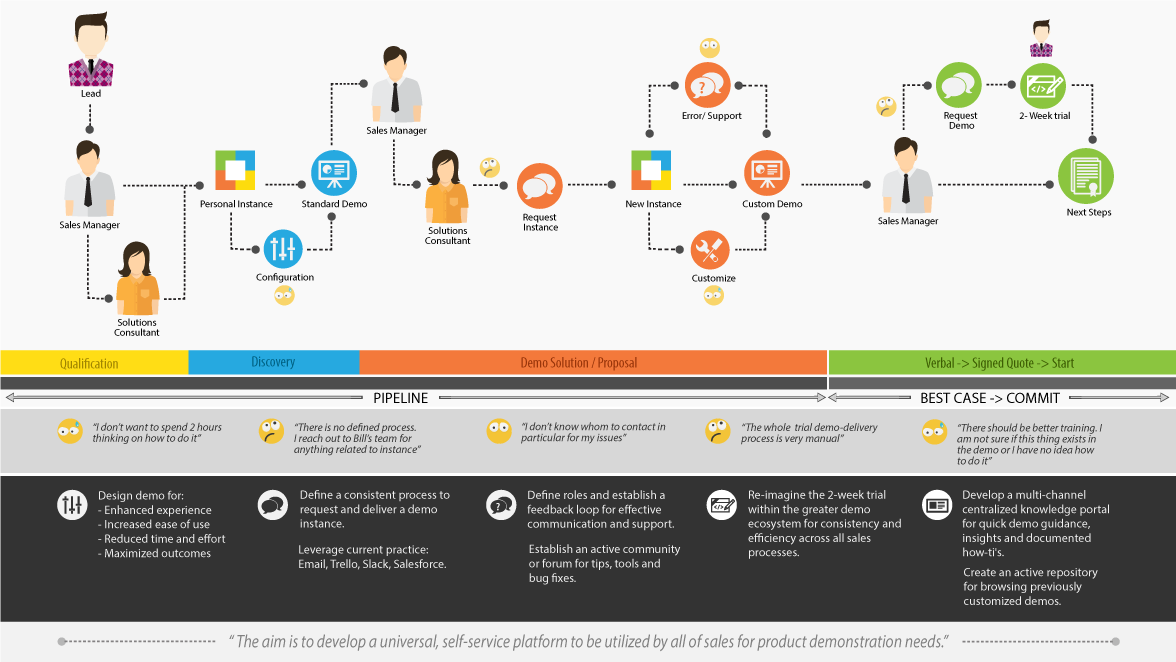 Lead
Sales Manager
Solutions
Consultant
Personal Instance
Configuration
Standard Demo
Sales Manager
Solutions
Consultant
Request
Instance
New Instance
Error/ Support
Customize
Custom Demo
Sales Manager
Request
Demo
2- Week trial
Next Steps
Qualification
Discovery
Demo Solution / Proposal
Verbal -> Signed Quote -> Start
PIPELINE
BEST CASE -> COMMIT
“I don’t want to spend 2 hours
thinking on how to do it”
“There is no defined process.
I reach out to Bill’s team for
anything related to instance”
“I don’t know whom to contact in
particular for my issues”
“The whole trial demo-delivery
process is very manual”
“There should be better training. I
am not sure if this thing exists in
the demo or I have no idea how
to do it”
Design demo for:
- Enhanced experience
- Increased ease of use
- Reduced time and effort
- Maximized outcomes
Define a consistent process to
request and deliver a demo
instance.
Leverage current practice:
Email, Trello, Slack, Salesforce.
Define roles and establish a
feedback loop for effective
communication and support.
Establish an active community
or forum for tips, tools and
bug fixes.
Re-imagine the 2-week trial
within the greater demo
ecosystem for consistency and
efficiency across all sales
processes.
Develop a multi-channel
centralized knowledge portal
for quick demo guidance,
insights and documented
how-ti's.
Create an active repository
for browsing previously
customized demos.
“ The aim is to develop a universal, self-service platform to be utilized by all of sales for product demonstration needs.”